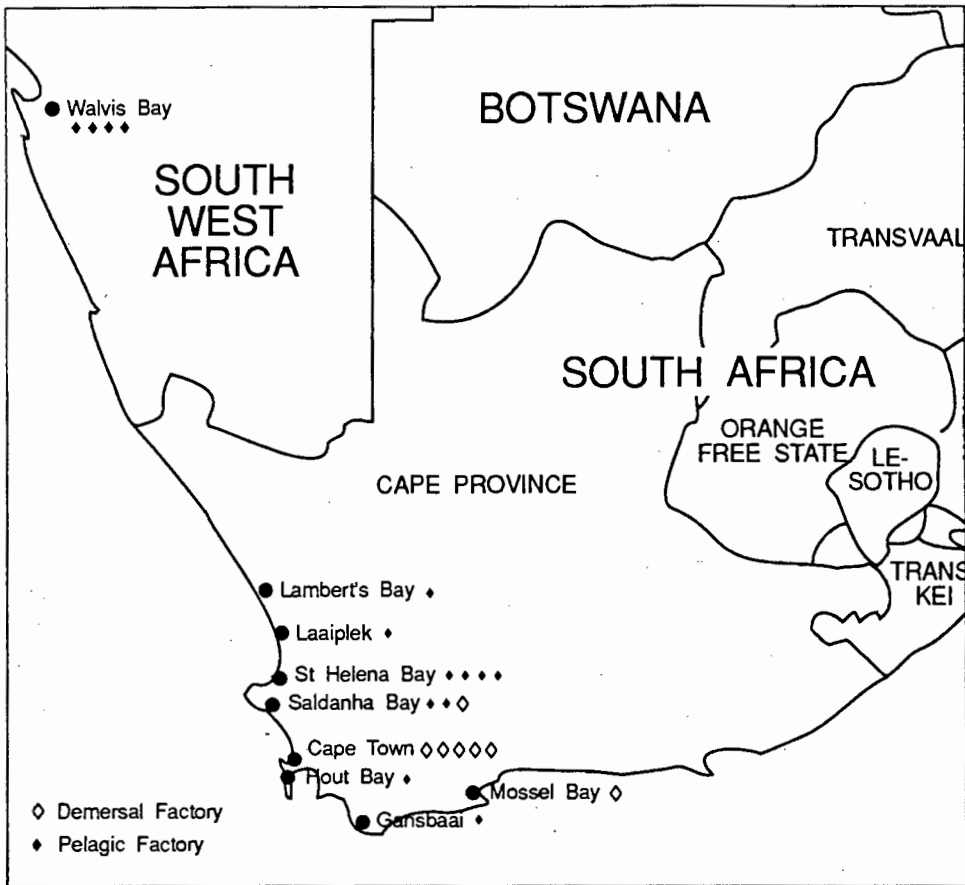 Walvis Bay
BOTSWANA
SOUTH
WEST
AFRICA
TRANSVAAL
SOUTH AFRICA
ORANGE
FREE STATE
LE-
SOTHO
CAPE PROVINCE
TRANS
KEI
Lambert's Bay
Laaiplek
St Helena Bay
Saldanha Bay
Cape Town
Hout Bay
Mossel Bay
Gansbaai
Demersal Factory
Pelagic Factory